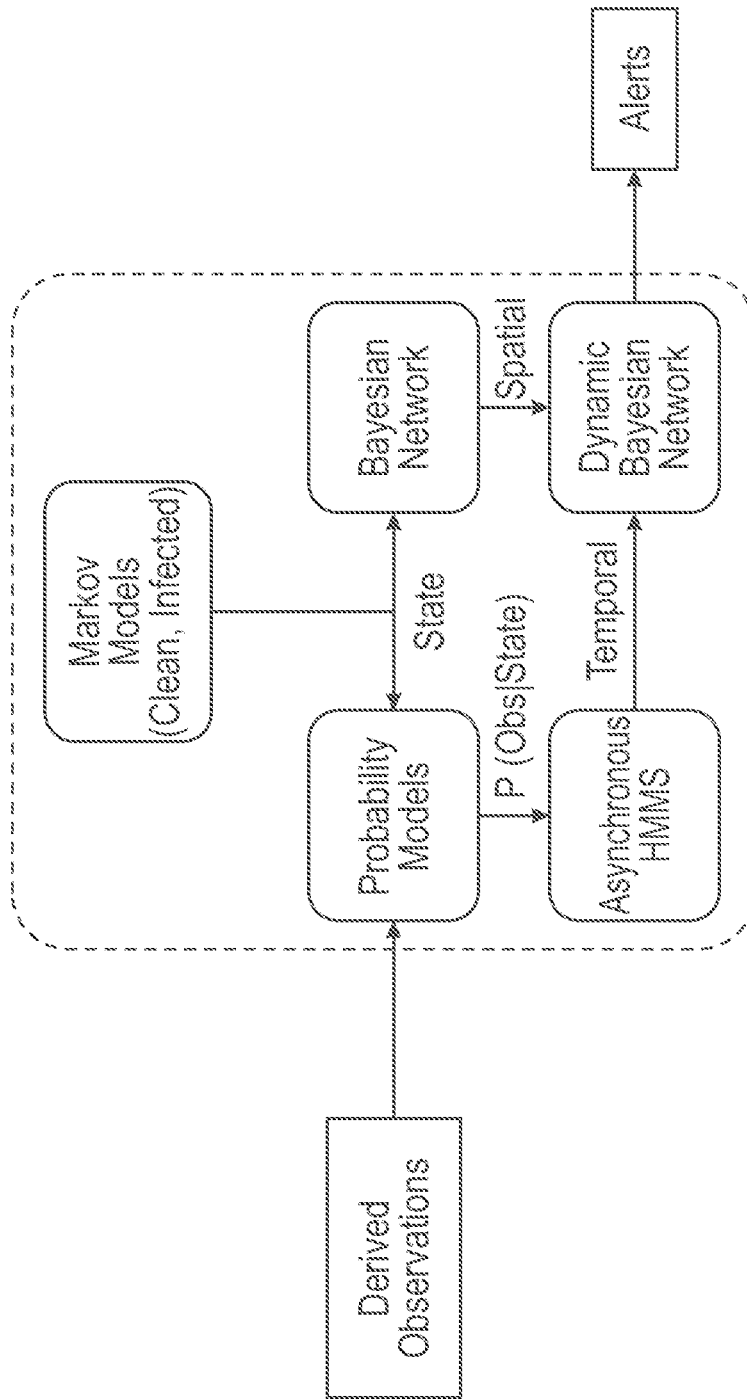 Markov
Models
(Clean, Infected)
Derived
Observations
Probability
Models
State
Bayesian
Network
P (Obs|State)
Spatial
Asynchronous
HMMS
Temporal
Dynamic
Bayesian
Network
Alerts